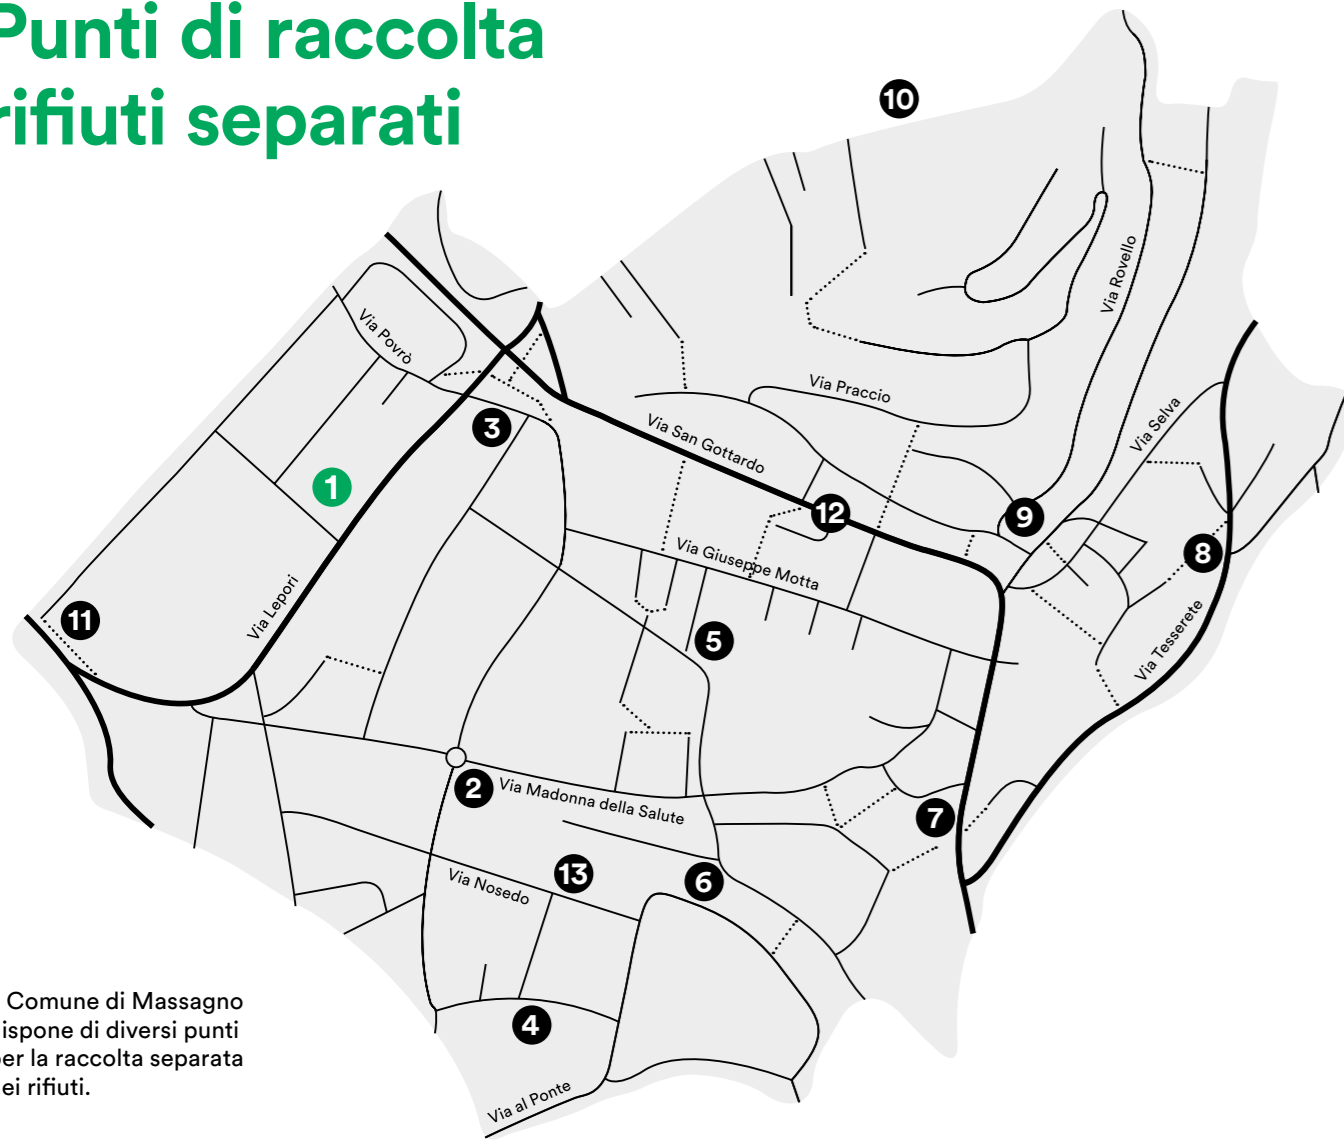 Punti di raccolta
rifiuti separati
10
Via Rovello
Via Povrò
Via Praccio
Via Selva
3
Via San Gottardo
1
12
9
8
Via Giuseppe Motta
Via Lepori
11
5
Via Tesserete
2
Via Madonna della Salute
7
13
6
Via Nosedo
Comune di Massagno
ispone di diversi punti
per la raccolta separata
ei rifiuti.
4
Via al Ponte